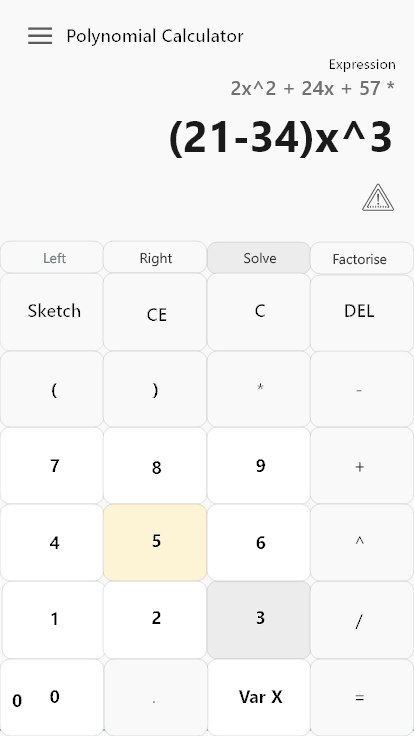 Polynomial Calculator
Expression
2x^2 + 24x + 57 *
(21-34)x^3
Left Right Solve Factorise
Sketch CE C DEL
( ) * -
7 8 9 +
4 5 6 ^
1 2 3 /
0 0 . Var X =